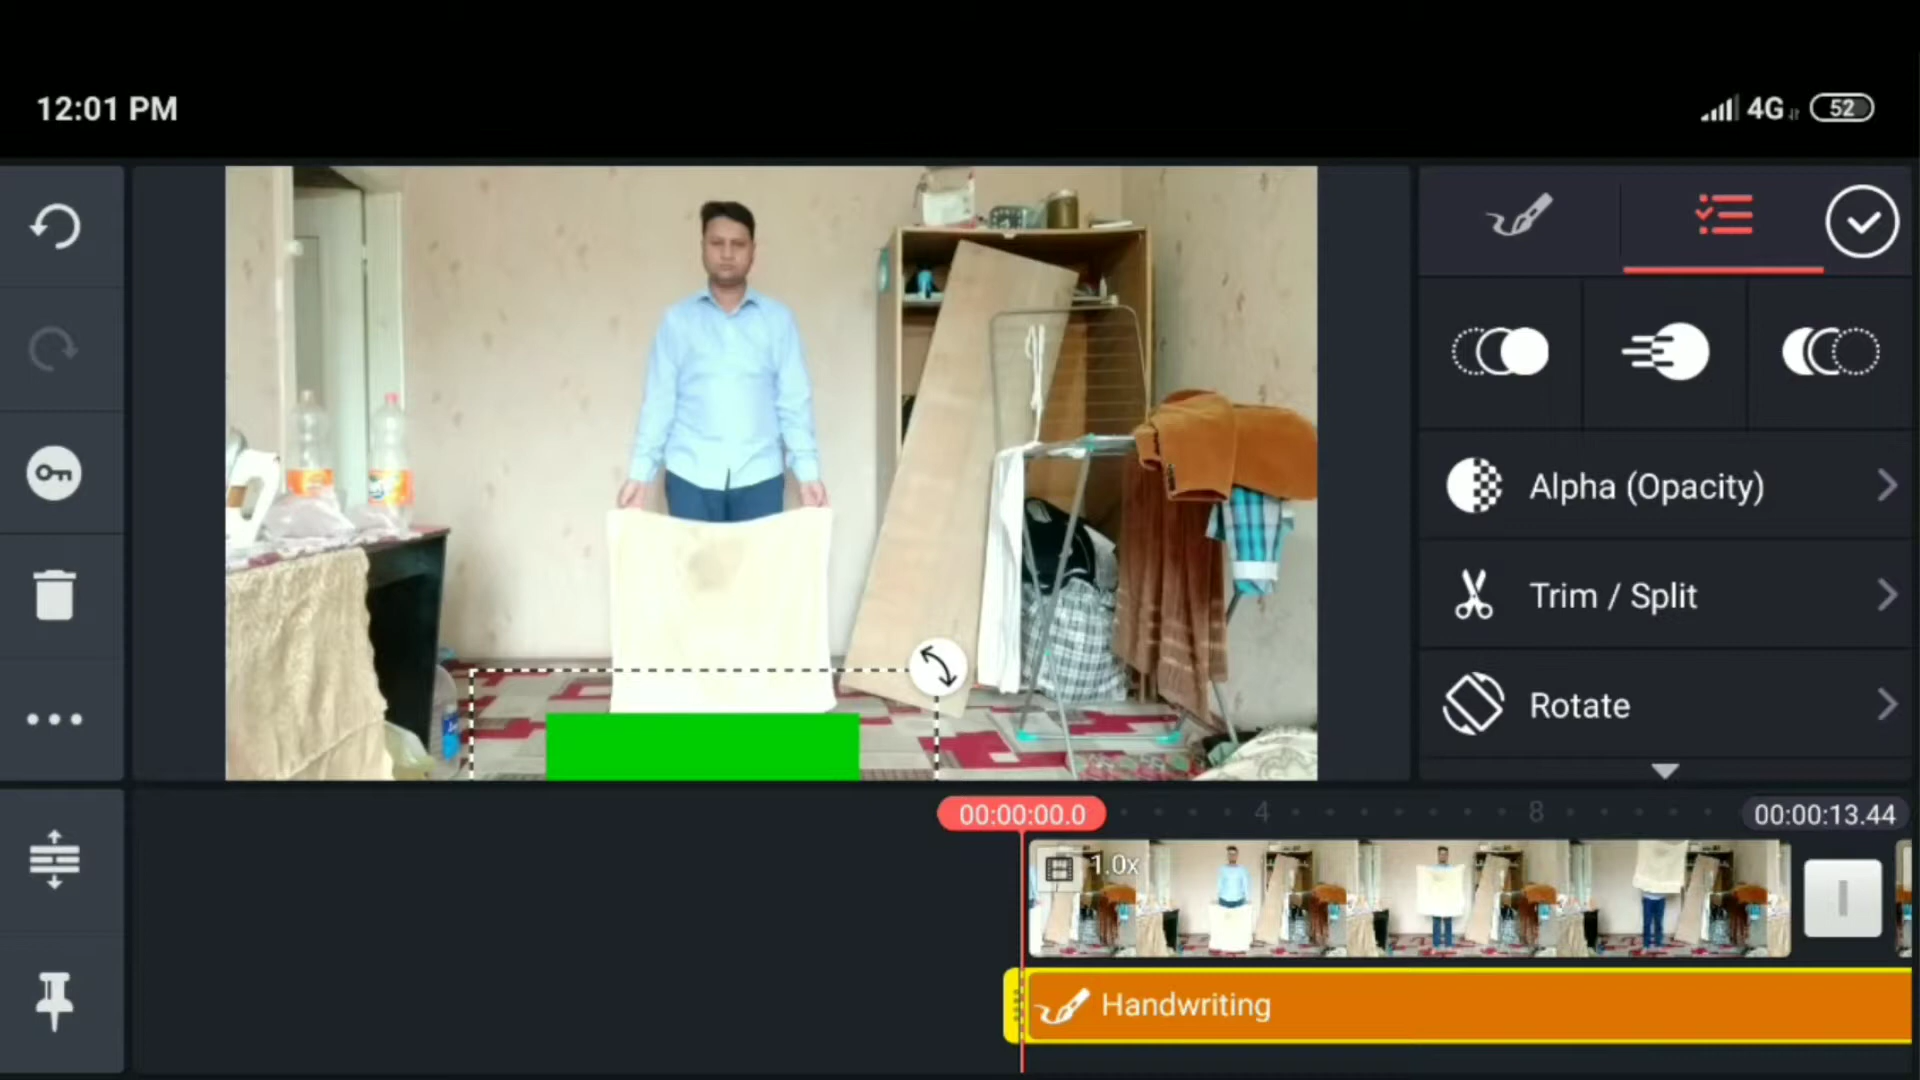 12:01 PM
4G
52
Alpha (Opacity)
Trim / Split
Rotate
00:00:00.0
4
8
00:00:13.44
1.0x
Handwriting